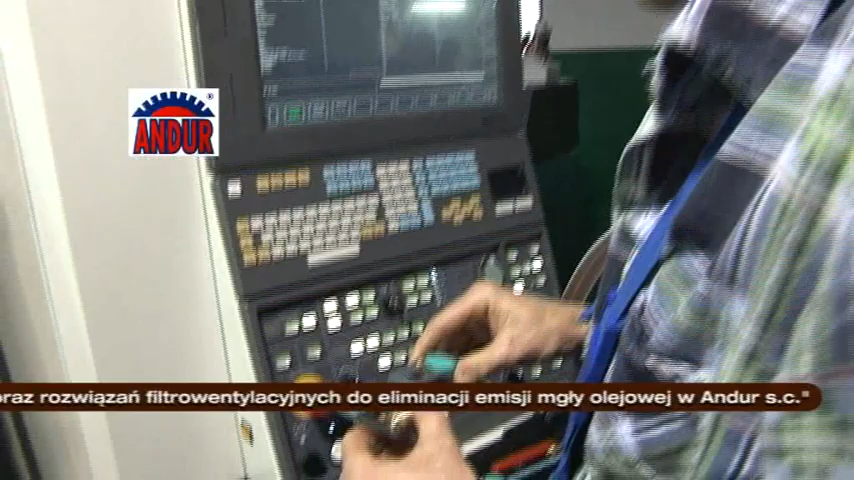 ANDUR
oraz rozwiązań filtrowentylacyjnych do eliminacji emisji mgły olejowej w Andur s.c."